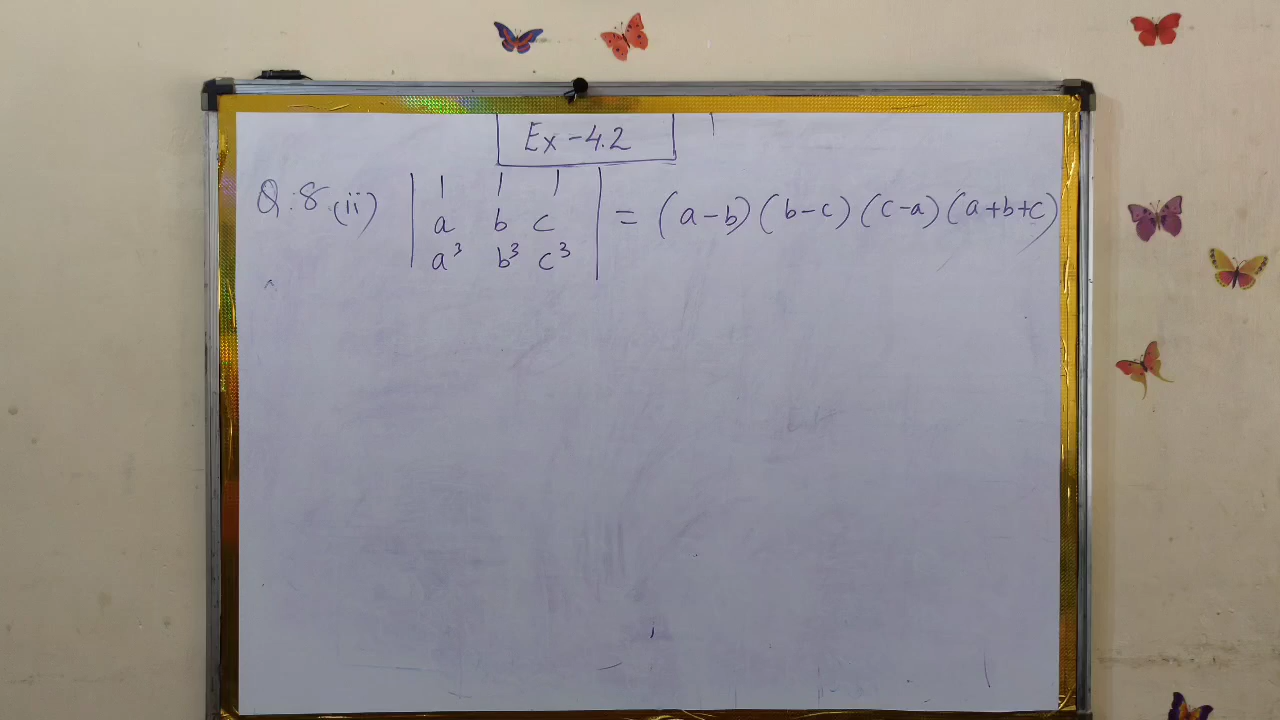 Ex-4.2
Q.8.(ii) | 1 1 1 | = (a-b)(b-c)(c-a)(a+b+c)
a b c
a³ b³ c³